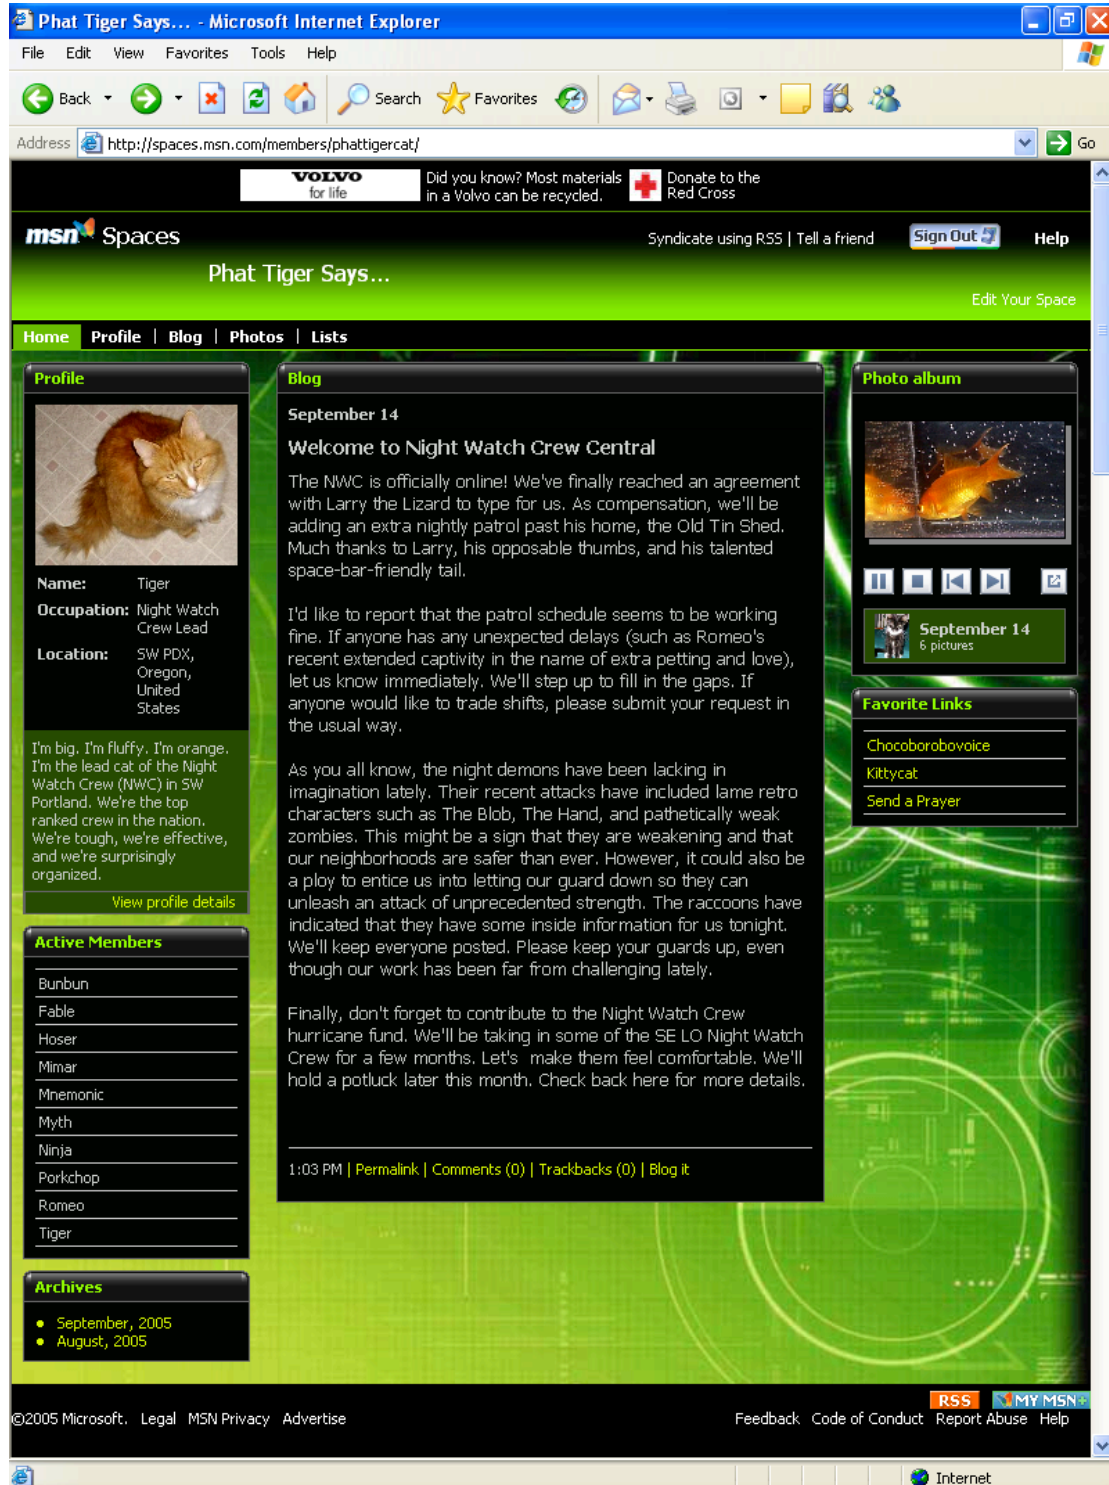 Phat Tiger Says... - Microsoft Internet Explorer
File Edit View Favorites Tools Help
Back Search Favorites
Address http://spaces.msn.com/members/phattigercat/ Go
VOLVO
for life
Did you know? Most materials
in a Volvo can be recycled.
Donate to the
Red Cross
msn Spaces
Syndicate using RSS | Tell a friend Sign Out Help
Phat Tiger Says...
Edit Your Space
Home Profile | Blog | Photos | Lists
Profile
Name: Tiger
Occupation: Night Watch
Crew Lead
Location: SW PDX,
Oregon,
United
States
I'm big. I'm fluffy. I'm orange.
I'm the lead cat of the Night
Watch Crew (NWC) in SW
Portland. We're the top
ranked crew in the nation.
We're tough, we're effective,
and we're surprisingly
organized.
View profile details
Active Members
Bunbun
Fable
Hoser
Mimar
Mnemonic
Myth
Ninja
Porkchop
Romeo
Tiger
Archives
September, 2005
August, 2005
Blog
September 14
Welcome to Night Watch Crew Central
The NWC is officially online! We've finally reached an agreement
with Larry the Lizard to type for us. As compensation, we'll be
adding an extra nightly patrol past his home, the Old Tin Shed.
Much thanks to Larry, his opposable thumbs, and his talented
space-bar-friendly tail.
I'd like to report that the patrol schedule seems to be working
fine. If anyone has any unexpected delays (such as Romeo's
recent extended captivity in the name of extra petting and love),
let us know immediately. We'll step up to fill in the gaps. If
anyone would like to trade shifts, please submit your request in
the usual way.
As you all know, the night demons have been lacking in
imagination lately. Their recent attacks have included lame retro
characters such as The Blob, The Hand, and pathetically weak
zombies. This might be a sign that they are weakening and that
our neighborhoods are safer than ever. However, it could also be
a ploy to entice us into letting our guard down so they can
unleash an attack of unprecedented strength. The raccoons have
indicated that they have some inside information for us tonight.
We'll keep everyone posted. Please keep your guards up, even
though our work has been far from challenging lately.
Finally, don't forget to contribute to the Night Watch Crew
hurricane fund. We'll be taking in some of the SE LO Night Watch
Crew for a few months. Let's make them feel comfortable. We'll
hold a potluck later this month. Check back here for more details.
1:03 PM | Permalink | Comments (0) | Trackbacks (0) | Blog it
Photo album
September 14
6 pictures
Favorite Links
Chocoborobovoice
Kittycat
Send a Prayer
RSS MY MSN+
©2005 Microsoft. Legal MSN Privacy Advertise
Feedback Code of Conduct Report Abuse Help
Internet